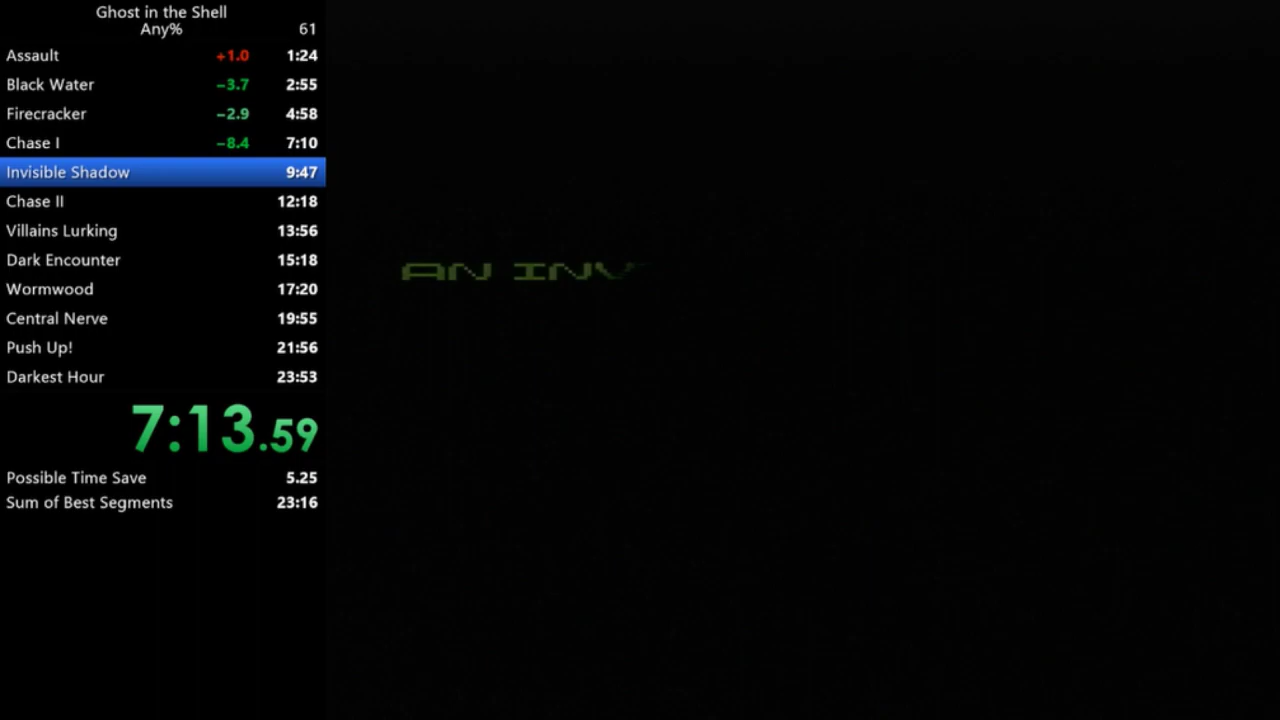 Ghost in the Shell
Any% 61
Assault +1.0 1:24
Black Water −3.7 2:55
Firecracker −2.9 4:58
Chase I −8.4 7:10
Invisible Shadow 9:47
Chase II 12:18
Villains Lurking 13:56
Dark Encounter 15:18
Wormwood 17:20
Central Nerve 19:55
Push Up! 21:56
Darkest Hour 23:53
7:13.59
Possible Time Save 5.25
Sum of Best Segments 23:16
AN INV